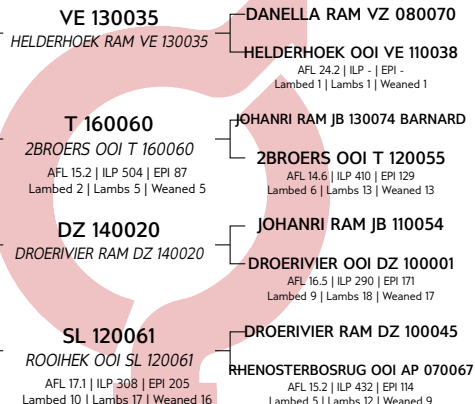 VE 130035
HELDERHOEK RAM VE 130035
DANELLA RAM VZ 080070
HELDERHOEK OOI VE 110038
AFL 24.2 | ILP - | EPI -
Lambed 1 | Lambs 1 | Weaned 1
T 160060
2BROERS OOI T 160060
AFL 15.2 | ILP 504 | EPI 87
Lambed 2 | Lambs 5 | Weaned 5
JOHANRI RAM JB 130074 BARNARD
2BROERS OOI T 120055
AFL 14.6 | ILP 410 | EPI 129
Lambed 6 | Lambs 13 | Weaned 13
DZ 140020
DROERIVIER RAM DZ 140020
JOHANRI RAM JB 110054
DROERIVIER OOI DZ 100001
AFL 16.5 | ILP 290 | EPI 171
Lambed 9 | Lambs 18 | Weaned 17
SL 120061
ROOIHEK OOI SL 120061
AFL 17.1 | ILP 308 | EPI 205
Lambed 10 | Lambs 17 | Weaned 16
DROERIVIER RAM DZ 100045
RHENOSTERBOSRUG OOI AP 070067
AFL 15.2 | ILP 432 | EPI 114
Lambed 5 | Lambs 12 | Weaned 9